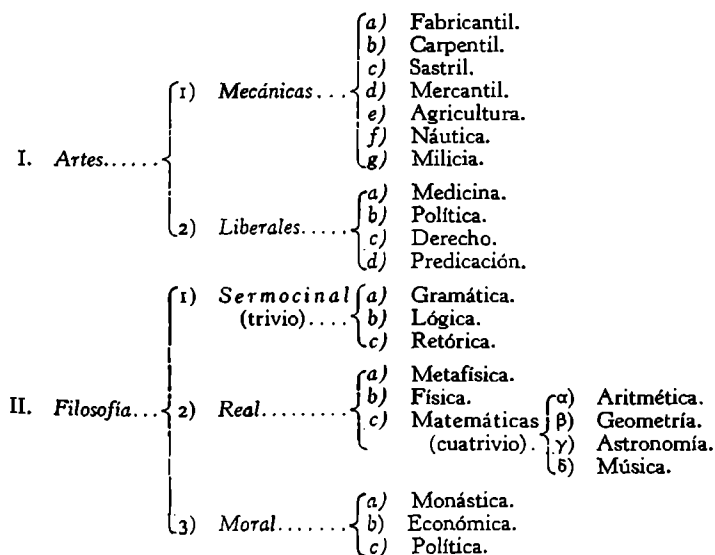 a) Fabricantil.
b) Carpentil.
c) Sastril.
1) Mecánicas... d) Mercantil.
e) Agricultura.
f) Náutica.
I. Artes...... g) Milicia.
a) Medicina.
2) Liberales..... b) Política.
c) Derecho.
d) Predicación.
1) Sermocinal a) Gramática.
(trivio).... b) Lógica.
c) Retórica.
a) Metafísica.
b) Física. α) Aritmética.
II. Filosofía... 2) Real........ c) Matemáticas β) Geometría.
(cuatrivio). γ) Astronomía.
δ) Música.
a) Monástica.
3) Moral....... b) Económica.
c) Política.